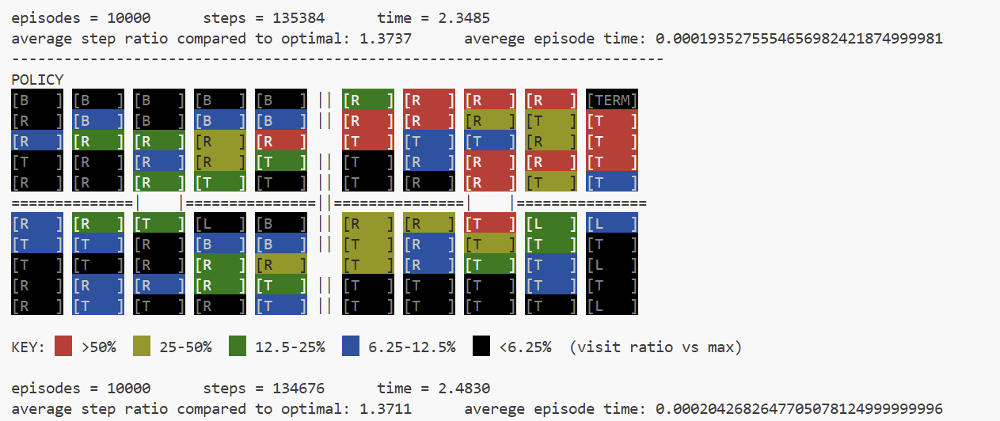 episodes = 10000      steps = 135384      time = 2.3485
average step ratio compared to optimal: 1.3737      averege episode time: 0.0001935275554656982421874999981
---------------------------------------------------------------------------
POLICY
[B   ] [B   ] [B   ] [B   ] [B   ] || [R   ] [R   ] [R   ] [R   ] [TERM]
[R   ] [B   ] [B   ] [B   ] [B   ] || [R   ] [R   ] [R   ] [T   ] [T   ]
[R   ] [R   ] [R   ] [R   ] [R   ]    [T   ] [T   ] [T   ] [R   ] [T   ]
[T   ] [R   ] [R   ] [R   ] [T   ] || [T   ] [R   ] [R   ] [R   ] [T   ]
[R   ] [R   ] [R   ] [T   ] [T   ] || [T   ] [R   ] [R   ] [T   ] [T   ]
==============|    |===============||===============|    |===============
[R   ] [R   ] [T   ] [L   ] [B   ] || [R   ] [R   ] [T   ] [L   ] [L   ]
[T   ] [T   ] [R   ] [B   ] [B   ] || [T   ] [R   ] [T   ] [T   ] [T   ]
[T   ] [T   ] [R   ] [R   ] [R   ]    [T   ] [R   ] [T   ] [T   ] [L   ]
[R   ] [R   ] [R   ] [R   ] [T   ] || [T   ] [T   ] [T   ] [T   ] [T   ]
[R   ] [T   ] [T   ] [R   ] [T   ] || [T   ] [T   ] [T   ] [T   ] [L   ]
KEY: >50% 25-50% 12.5-25% 6.25-12.5% <6.25% (visit ratio vs max)
episodes = 10000      steps = 134676      time = 2.4830
average step ratio compared to optimal: 1.3711      averege episode time: 0.00020426826477050781249999999996